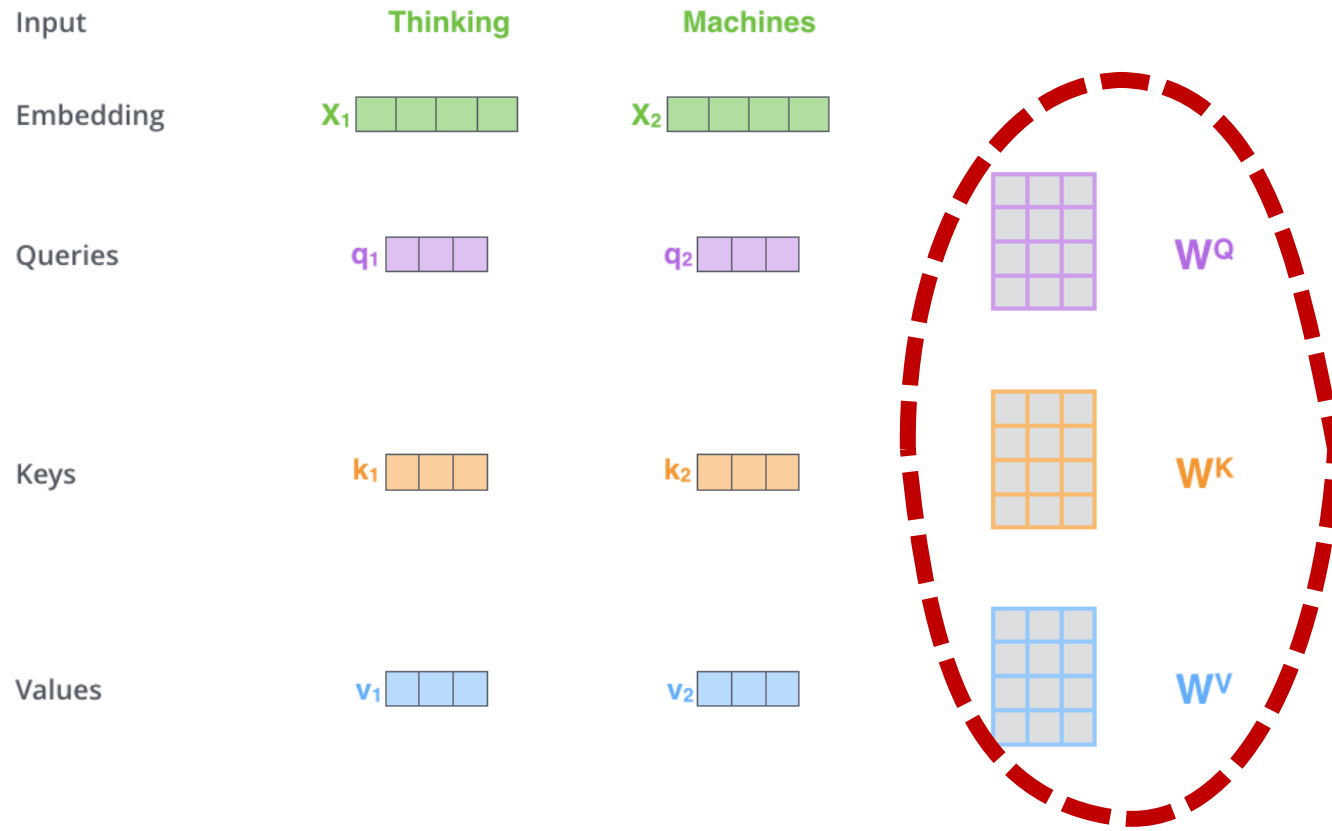 Input Thinking Machines
Embedding X1 X2
Queries q1 q2 WQ
Keys k1 k2 WK
Values v1 v2 WV